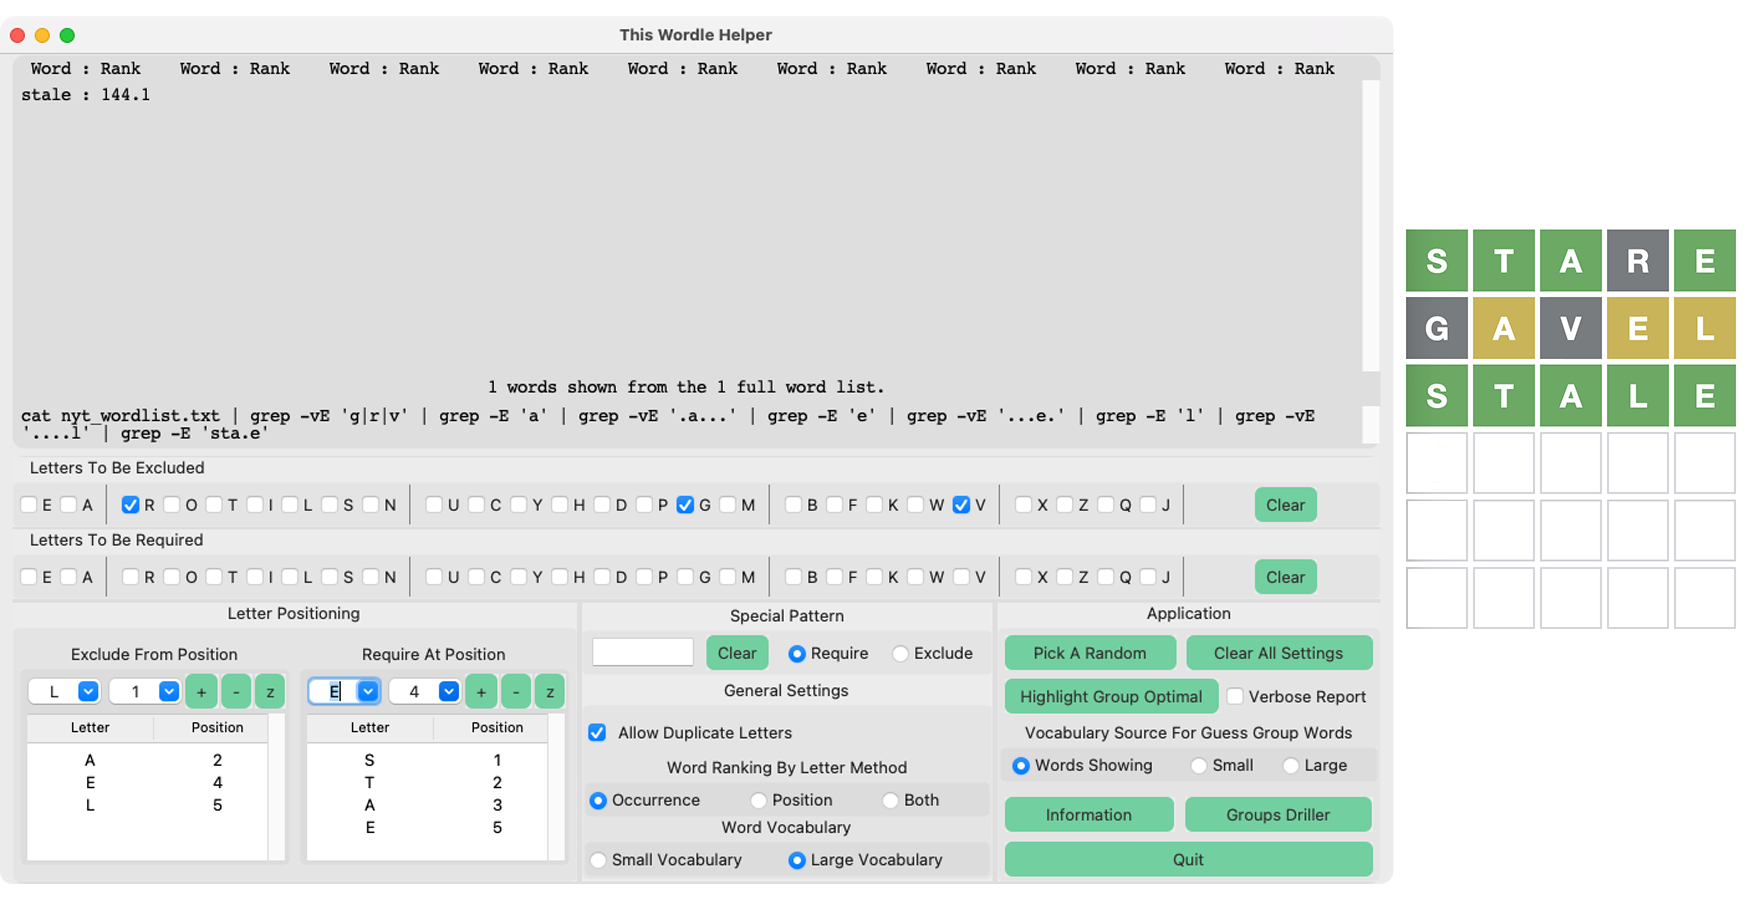 This Wordle Helper
Word : Rank Word : Rank Word : Rank Word : Rank Word : Rank Word : Rank Word : Rank Word : Rank Word : Rank
stale : 144.1
1 words shown from the 1 full word list.
cat nyt_wordlist.txt | grep -vE 'g|r|v' | grep -E 'a' | grep -vE '.a...' | grep -E 'e' | grep -vE '...e.' | grep -E 'l' | grep -vE
'....l' | grep -E 'sta.e'
Letters To Be Excluded
E A R O T I L S N U C Y H D P G M B F K W V X Z Q J Clear
Letters To Be Required
E A R O T I L S N U C Y H D P G M B F K W V X Z Q J Clear
Letter Positioning
Exclude From Position
L 1 + - z
Letter Position
A 2
E 4
L 5
Require At Position
E 4 + - z
Letter Position
S 1
T 2
A 3
E 5
Special Pattern
Clear Require Exclude
General Settings
Allow Duplicate Letters
Word Ranking By Letter Method
Occurrence Position Both
Word Vocabulary
Small Vocabulary Large Vocabulary
Application
Pick A Random Clear All Settings
Highlight Group Optimal Verbose Report
Vocabulary Source For Guess Group Words
Words Showing Small Large
Information Groups Driller
Quit
S T A R E
G A V E L
S T A L E